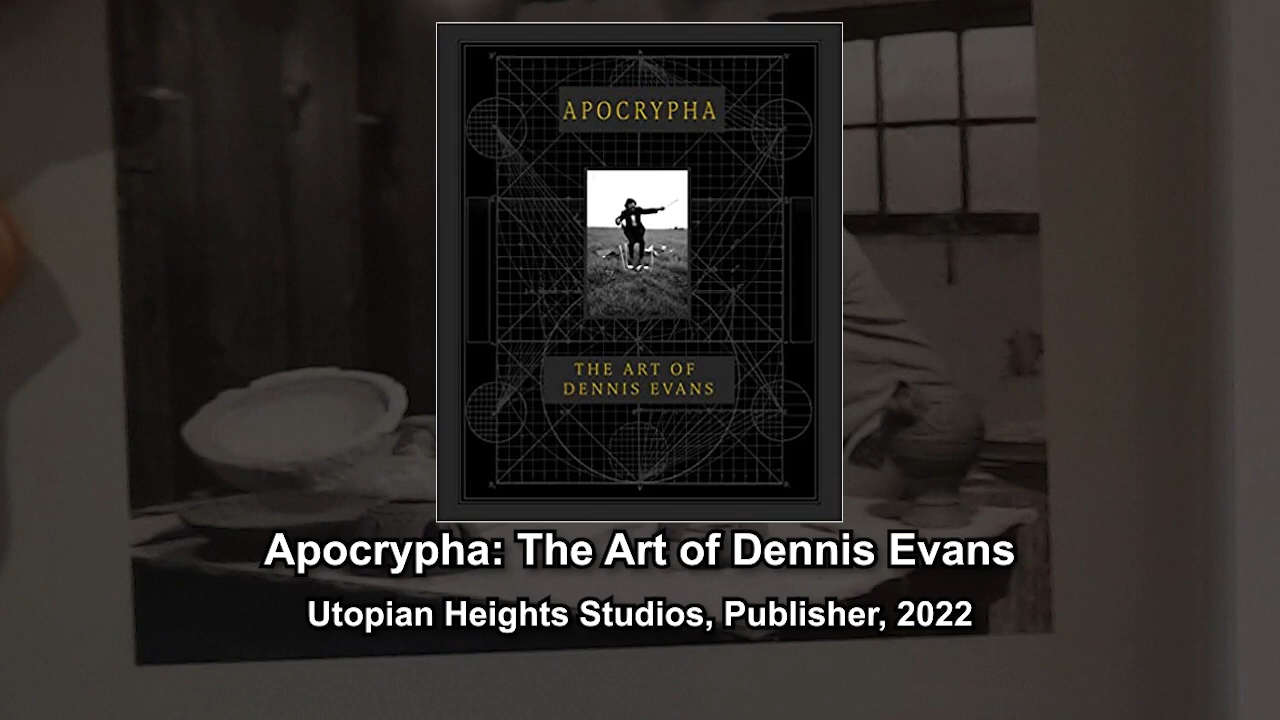 APOCRYPHA
THE ART OF
DENNIS EVANS
Apocrypha: The Art of Dennis Evans
Utopian Heights Studios, Publisher, 2022